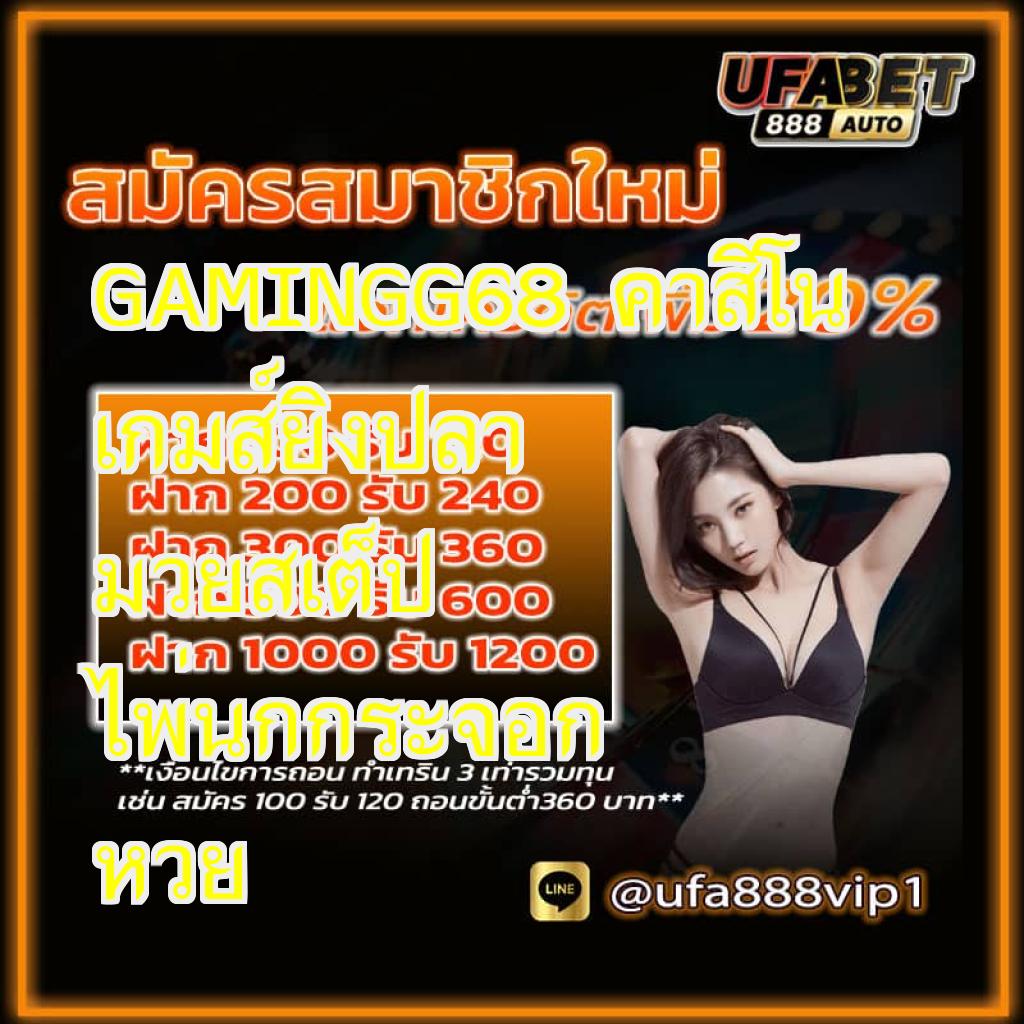 UFABET
888 AUTO
สมัครสมาชิกใหม่
GAMINGG68 คาสิโน
%
เกมส์ยิงปลา
ฝาก 200 รับ 240
360
มวยสเต็ป
600
ฝาก 1000 รับ 1200
ไพ่นกกระจอก
**เงื่อนไขการถอน ทำเทริน 3 เท่ารวมทุน
เช่น สมัคร 100 รับ 120 ถอนขั้นต่ำ360 บาท**
หวย
LINE @ufa888vip1